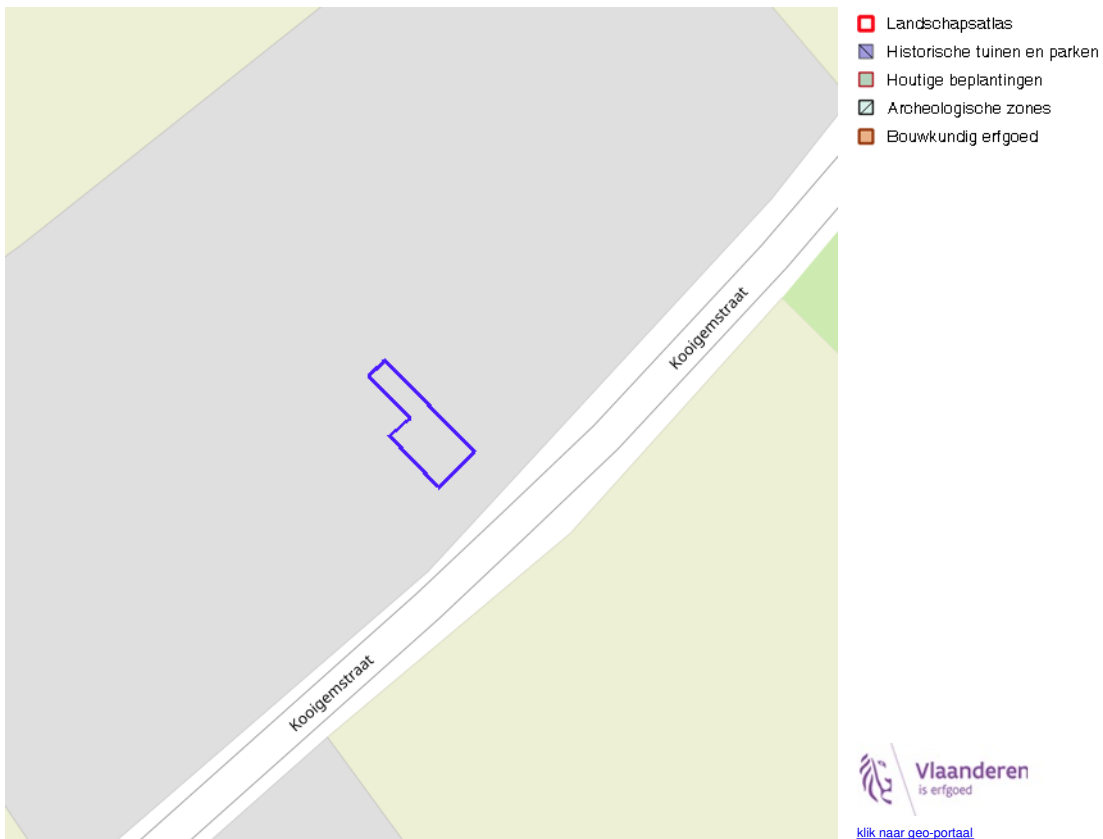 Landschapsatlas
Historische tuinen en parken
Houtige beplantingen
Archeologische zones
Bouwkundig erfgoed
Kooigemstraat
Kooigemstraat
Vlaanderen
is erfgoed
klik naar geo-portaal